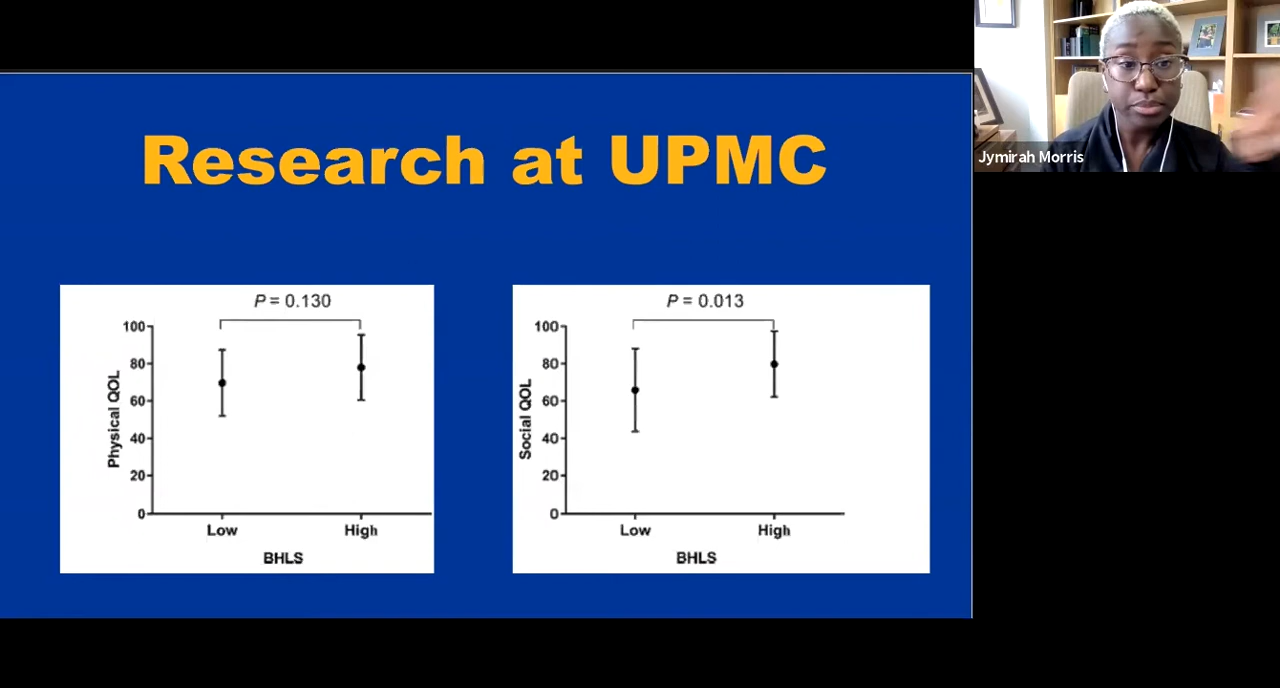 Research at UPMC
P = 0.130
100
80
60
40
20
0
Physical QOL
Low High
BHLS
P = 0.013
100
80
60
40
20
0
Social QOL
Low High
BHLS
Jymirah Morris